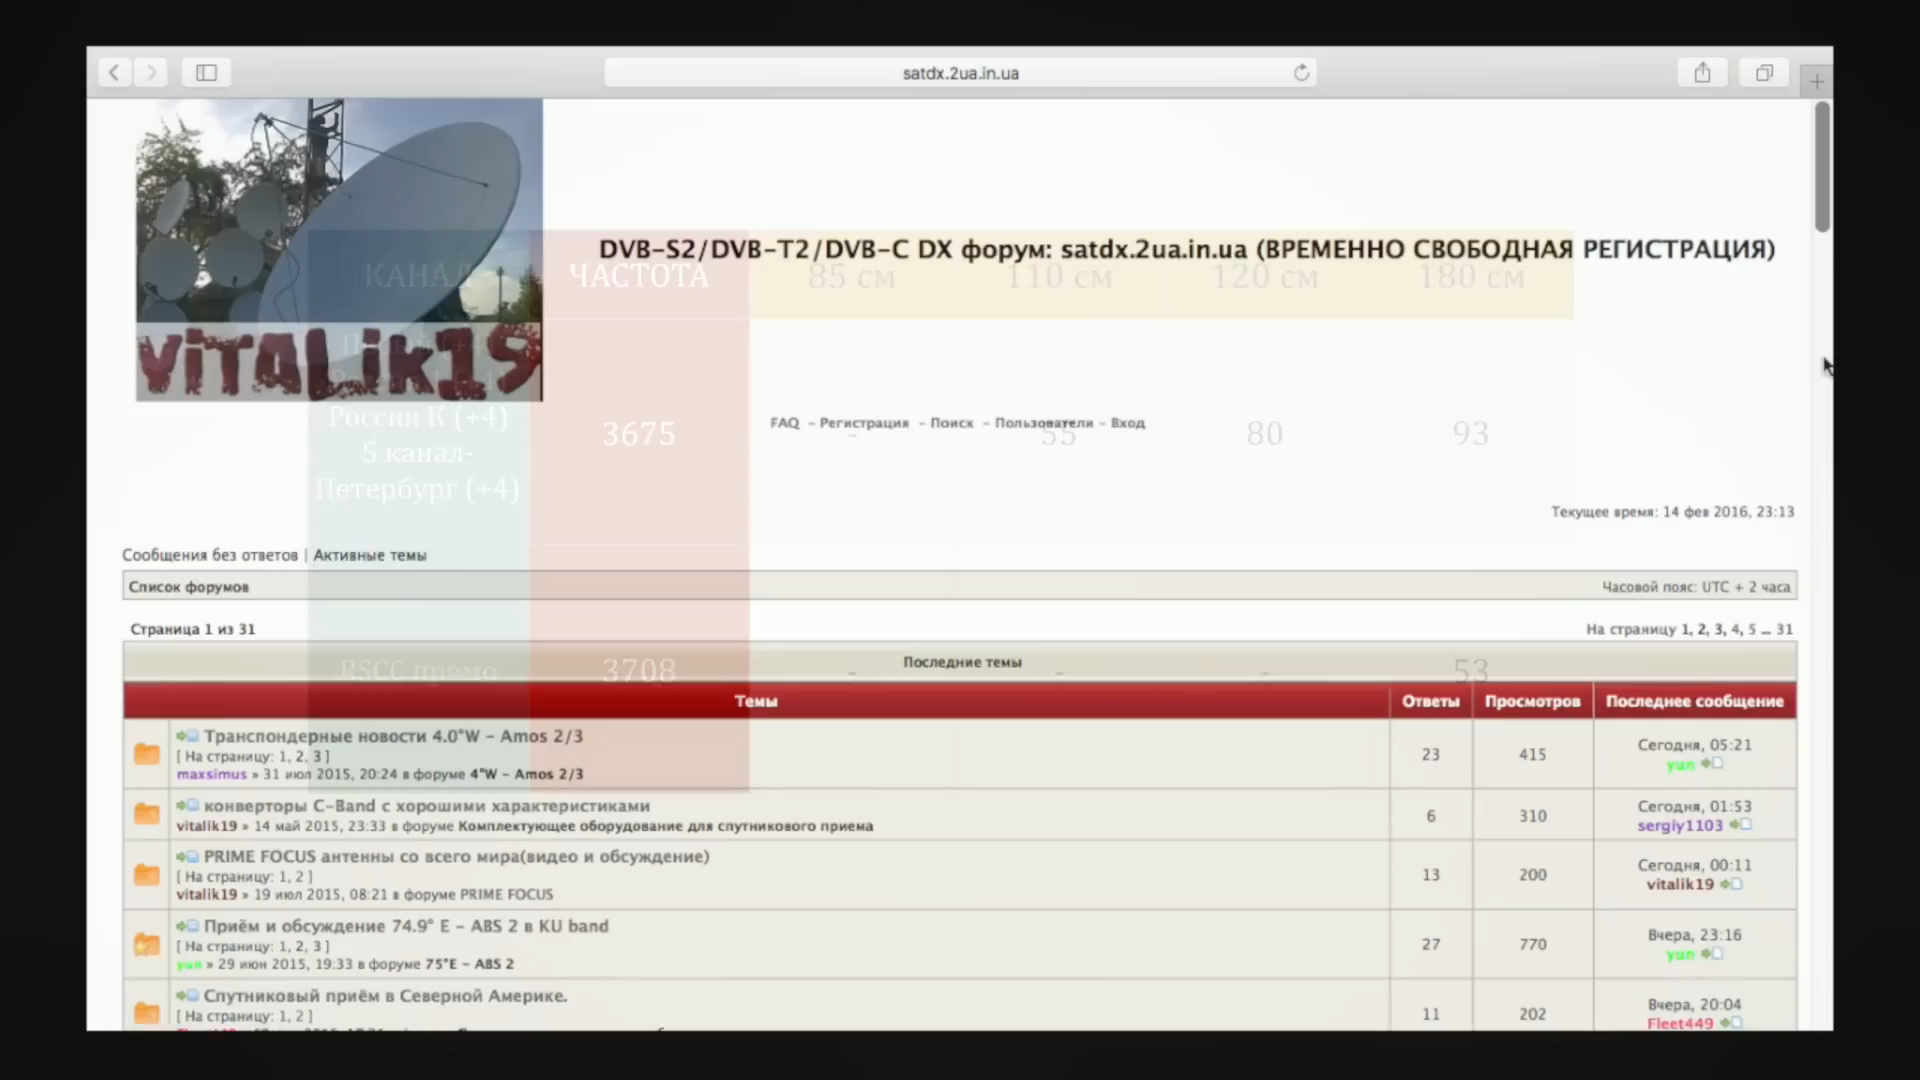 satdx.2ua.in.ua
DVB-S2/DVB-T2/DVB-C DX форум: satdx.2ua.in.ua (ВРЕМЕННО СВОБОДНАЯ РЕГИСТРАЦИЯ)
КАНАЛ ЧАСТОТА 85 см 110 см 120 см 180 см
ViTALik19
Россия К (+4)
5 канал-
Петербург (+4)
3675 - 55 80 93
FAQ - Регистрация - Поиск - Пользователи - Вход
Текущее время: 14 фев 2016, 23:13
Сообщения без ответов | Активные темы
Список форумов Часовой пояс: UTC + 2 часа
Страница 1 из 31 На страницу 1, 2, 3, 4, 5 ... 31
Последние темы
RSCC промо 3708 - - - 53
Темы Ответы Просмотров Последнее сообщение
Транспондерные новости 4.0°W - Amos 2/3
[ На страницу: 1, 2, 3 ]
maxsimus » 31 июл 2015, 20:24 в форуме 4°W - Amos 2/3
23 415 Сегодня, 05:21
yun
конверторы C-Band с хорошими характеристиками
vitalik19 » 14 май 2015, 23:33 в форуме Комплектующее оборудование для спутникового приема
6 310 Сегодня, 01:53
sergiy1103
PRIME FOCUS антенны со всего мира(видео и обсуждение)
[ На страницу: 1, 2 ]
vitalik19 » 19 июл 2015, 08:21 в форуме PRIME FOCUS
13 200 Сегодня, 00:11
vitalik19
Приём и обсуждение 74.9° E - ABS 2 в KU band
[ На страницу: 1, 2, 3 ]
yun » 29 июн 2015, 19:33 в форуме 75°E - ABS 2
27 770 Вчера, 23:16
yun
Спутниковый приём в Северной Америке.
[ На страницу: 1, 2 ]
11 202 Вчера, 20:04
Fleet449